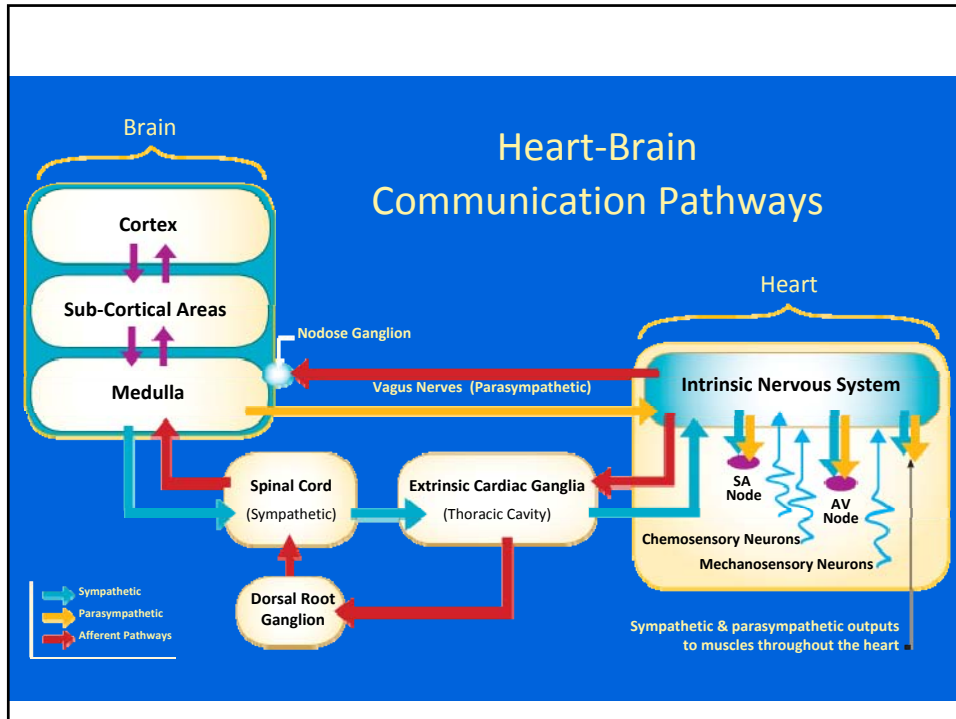 Brain
Heart-Brain
Communication Pathways
Cortex
Sub-Cortical Areas
Medulla
Nodose Ganglion
Vagus Nerves (Parasympathetic)
Heart
Intrinsic Nervous System
SA
Node
AV
Node
Chemosensory Neurons
Mechanosensory Neurons
Spinal Cord
(Sympathetic)
Extrinsic Cardiac Ganglia
(Thoracic Cavity)
Dorsal Root
Ganglion
Sympathetic
Parasympathetic
Afferent Pathways
Sympathetic & parasympathetic outputs
to muscles throughout the heart